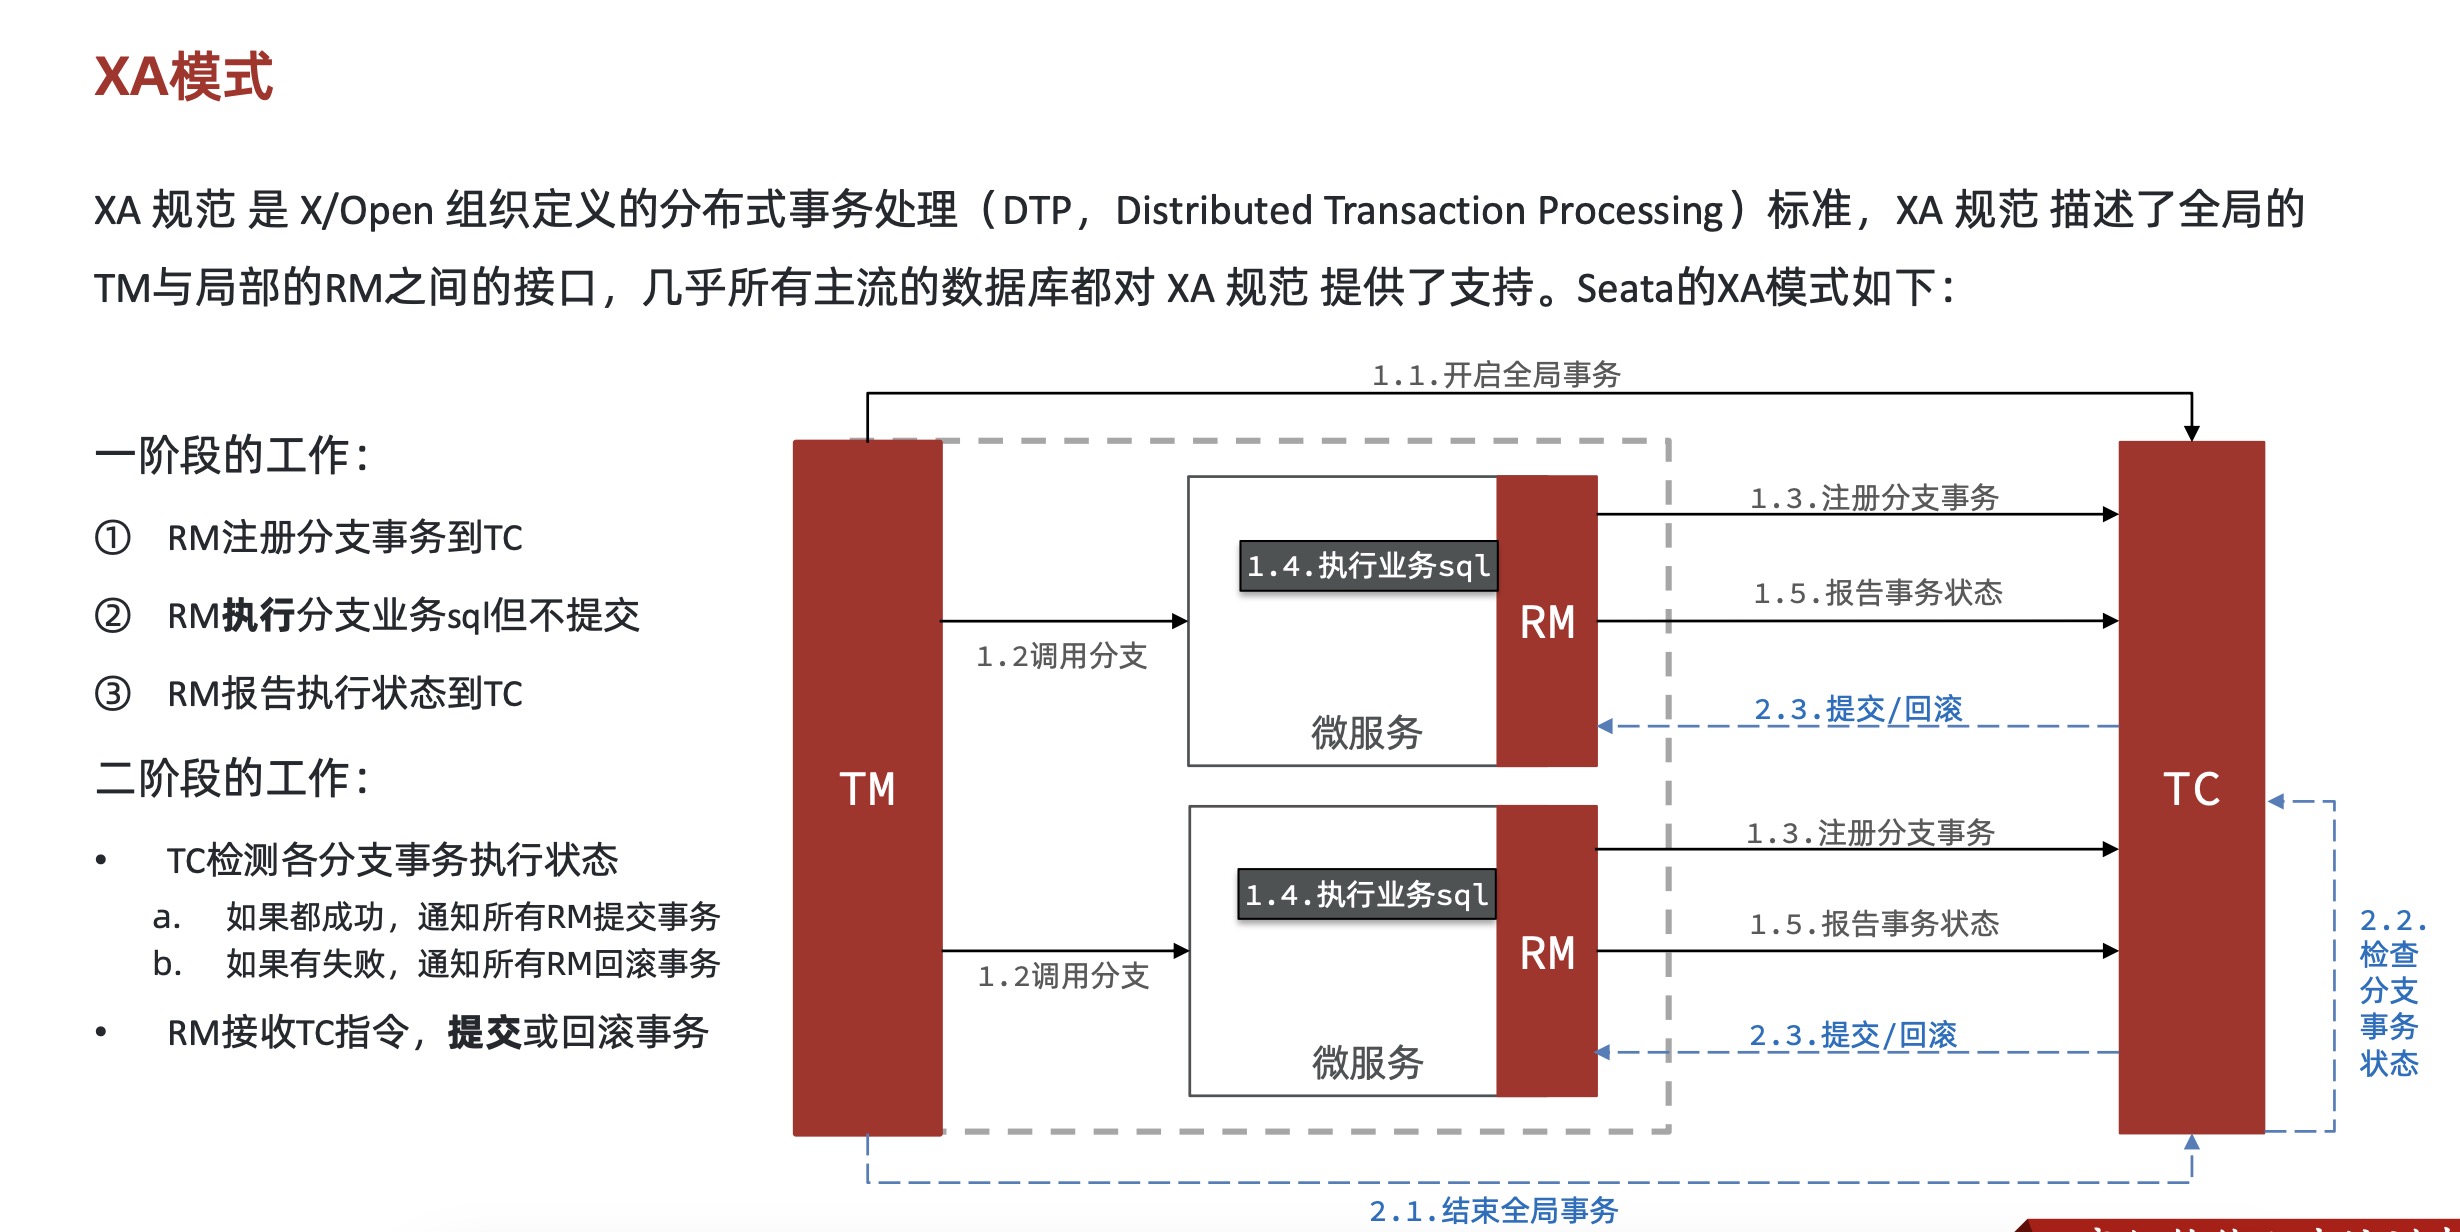 XA模式
XA 规范 是 X/Open 组织定义的分布式事务处理（DTP，Distributed Transaction Processing）标准，XA 规范 描述了全局的
TM与局部的RM之间的接口，几乎所有主流的数据库都对 XA 规范 提供了支持。Seata的XA模式如下：
一阶段的工作：
① RM注册分支事务到TC
② RM执行分支业务sql但不提交
③ RM报告执行状态到TC
二阶段的工作：
• TC检测各分支事务执行状态
a. 如果都成功，通知所有RM提交事务
b. 如果有失败，通知所有RM回滚事务
• RM接收TC指令，提交或回滚事务
1.1.开启全局事务
TM
1.2调用分支
1.4.执行业务sql
RM
微服务
1.3.注册分支事务
1.5.报告事务状态
2.3.提交/回滚
1.2调用分支
1.4.执行业务sql
RM
微服务
1.3.注册分支事务
1.5.报告事务状态
2.3.提交/回滚
TC
2.2.
检查
分支
事务
状态
2.1.结束全局事务